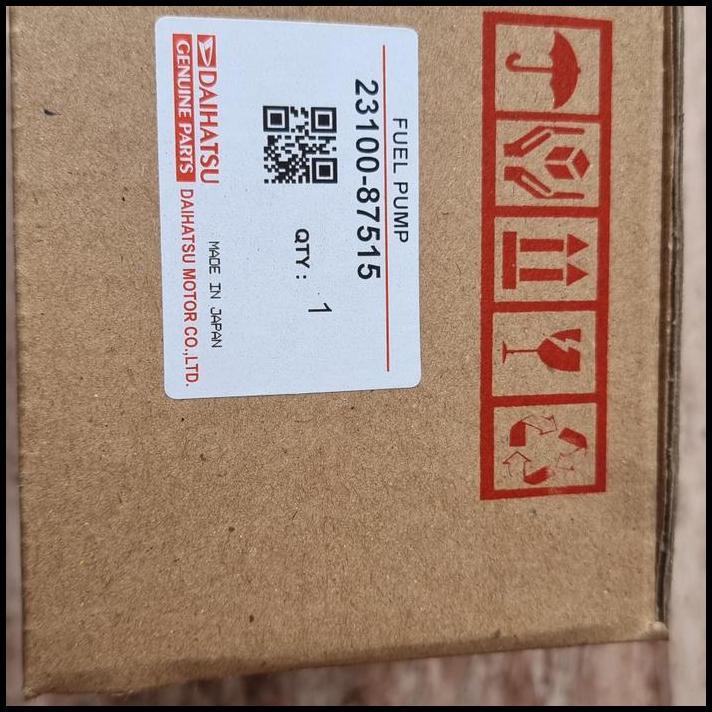 FUEL PUMP
23100-87515
QTY : 1
MADE IN JAPAN
DAIHATSU
GENUINE PARTS DAIHATSU MOTOR CO.,LTD.